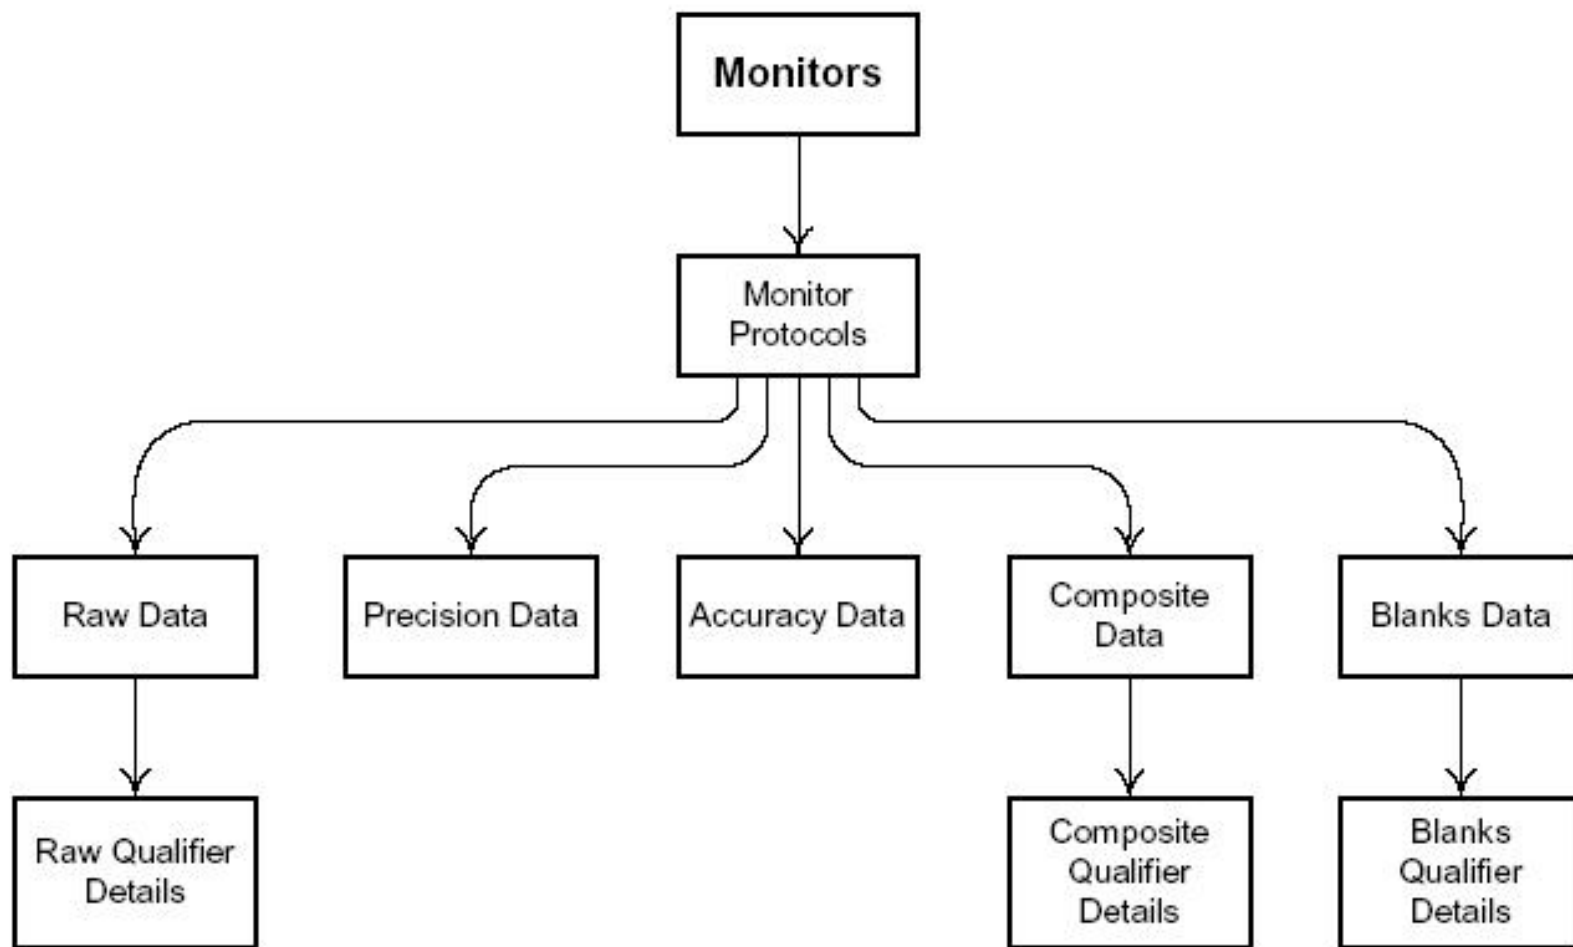 Monitors
Monitor
Protocols
Raw Data
Precision Data
Accuracy Data
Composite
Data
Blanks Data
Raw Qualifier
Details
Composite
Qualifier
Details
Blanks
Qualifier
Details